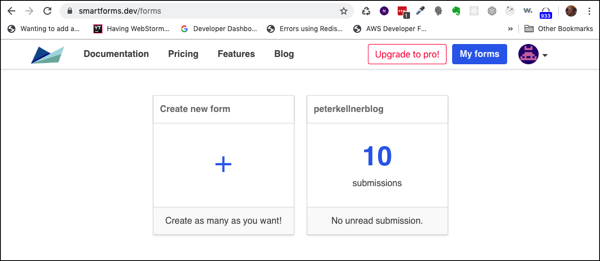 smartforms.dev/forms
1
933
w.
N
Wanting to add a...
Having WebStorm...
Developer Dashbo...
Errors using Redis...
AWS Developer F...
»
Other Bookmarks
Documentation
Pricing
Features
Blog
Upgrade to pro!
My forms
Create new form
+
Create as many as you want!
peterkellnerblog
10
submissions
No unread submission.